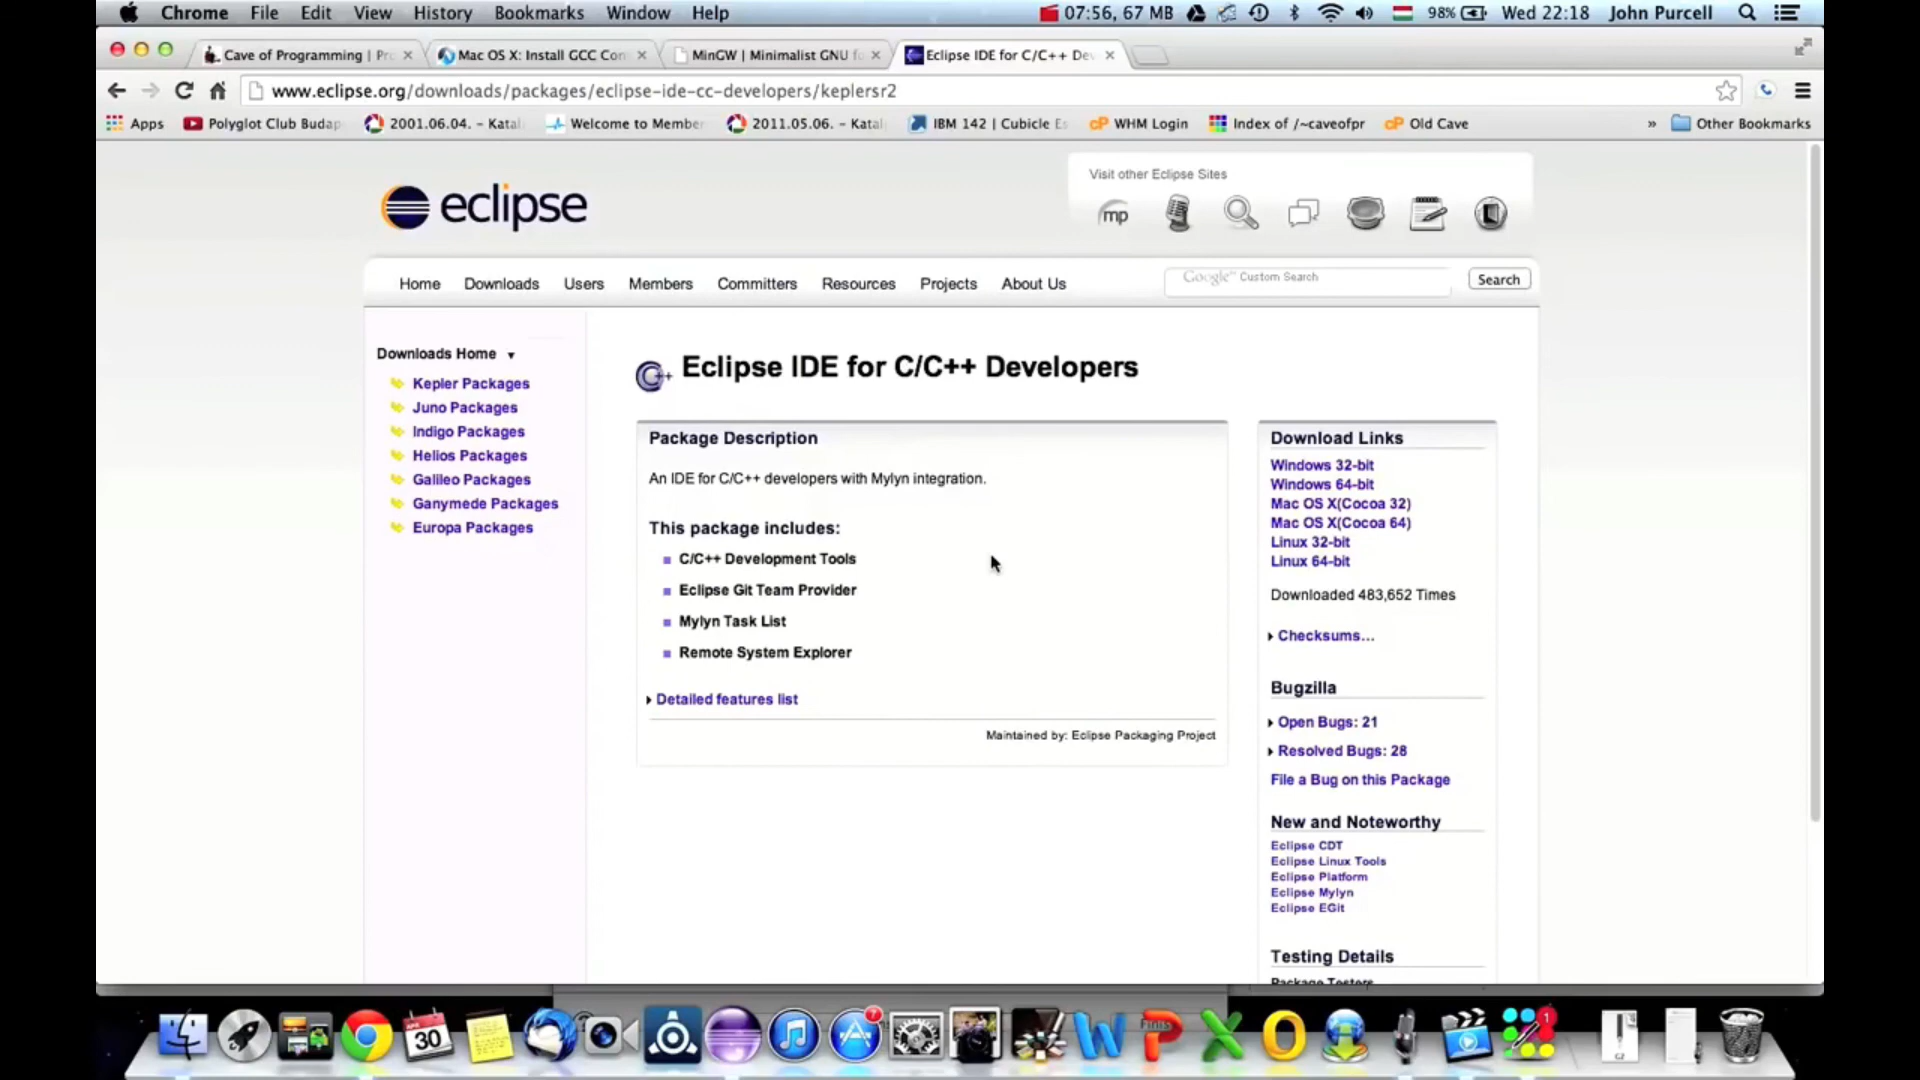 Chrome File Edit View History Bookmarks Window Help
07:56, 67 MB 98% Wed 22:18 John Purcell
Cave of Programming | Pr
Mac OS X: Install GCC Con
MinGW | Minimalist GNU fo
Eclipse IDE for C/C++ Dev
www.eclipse.org/downloads/packages/eclipse-ide-cc-developers/keplersr2
Apps Polyglot Club Budap 2001.06.04. - Katal Welcome to Member 2011.05.06. - Katal IBM 142 | Cubicle Es WHM Login Index of /~caveofpr Old Cave » Other Bookmarks
Visit other Eclipse Sites
eclipse
mp
Home Downloads Users Members Committers Resources Projects About Us
Google™ Custom Search
Search
Downloads Home
Kepler Packages
Juno Packages
Indigo Packages
Helios Packages
Galileo Packages
Ganymede Packages
Europa Packages
C++
Eclipse IDE for C/C++ Developers
Package Description
An IDE for C/C++ developers with Mylyn integration.
This package includes:
C/C++ Development Tools
Eclipse Git Team Provider
Mylyn Task List
Remote System Explorer
Detailed features list
Maintained by: Eclipse Packaging Project
Download Links
Windows 32-bit
Windows 64-bit
Mac OS X(Cocoa 32)
Mac OS X(Cocoa 64)
Linux 32-bit
Linux 64-bit
Downloaded 483,652 Times
Checksums...
Bugzilla
Open Bugs: 21
Resolved Bugs: 28
File a Bug on this Package
New and Noteworthy
Eclipse CDT
Eclipse Linux Tools
Eclipse Platform
Eclipse Mylyn
Eclipse EGit
Testing Details
Package Testers
30
7
W P X O
1